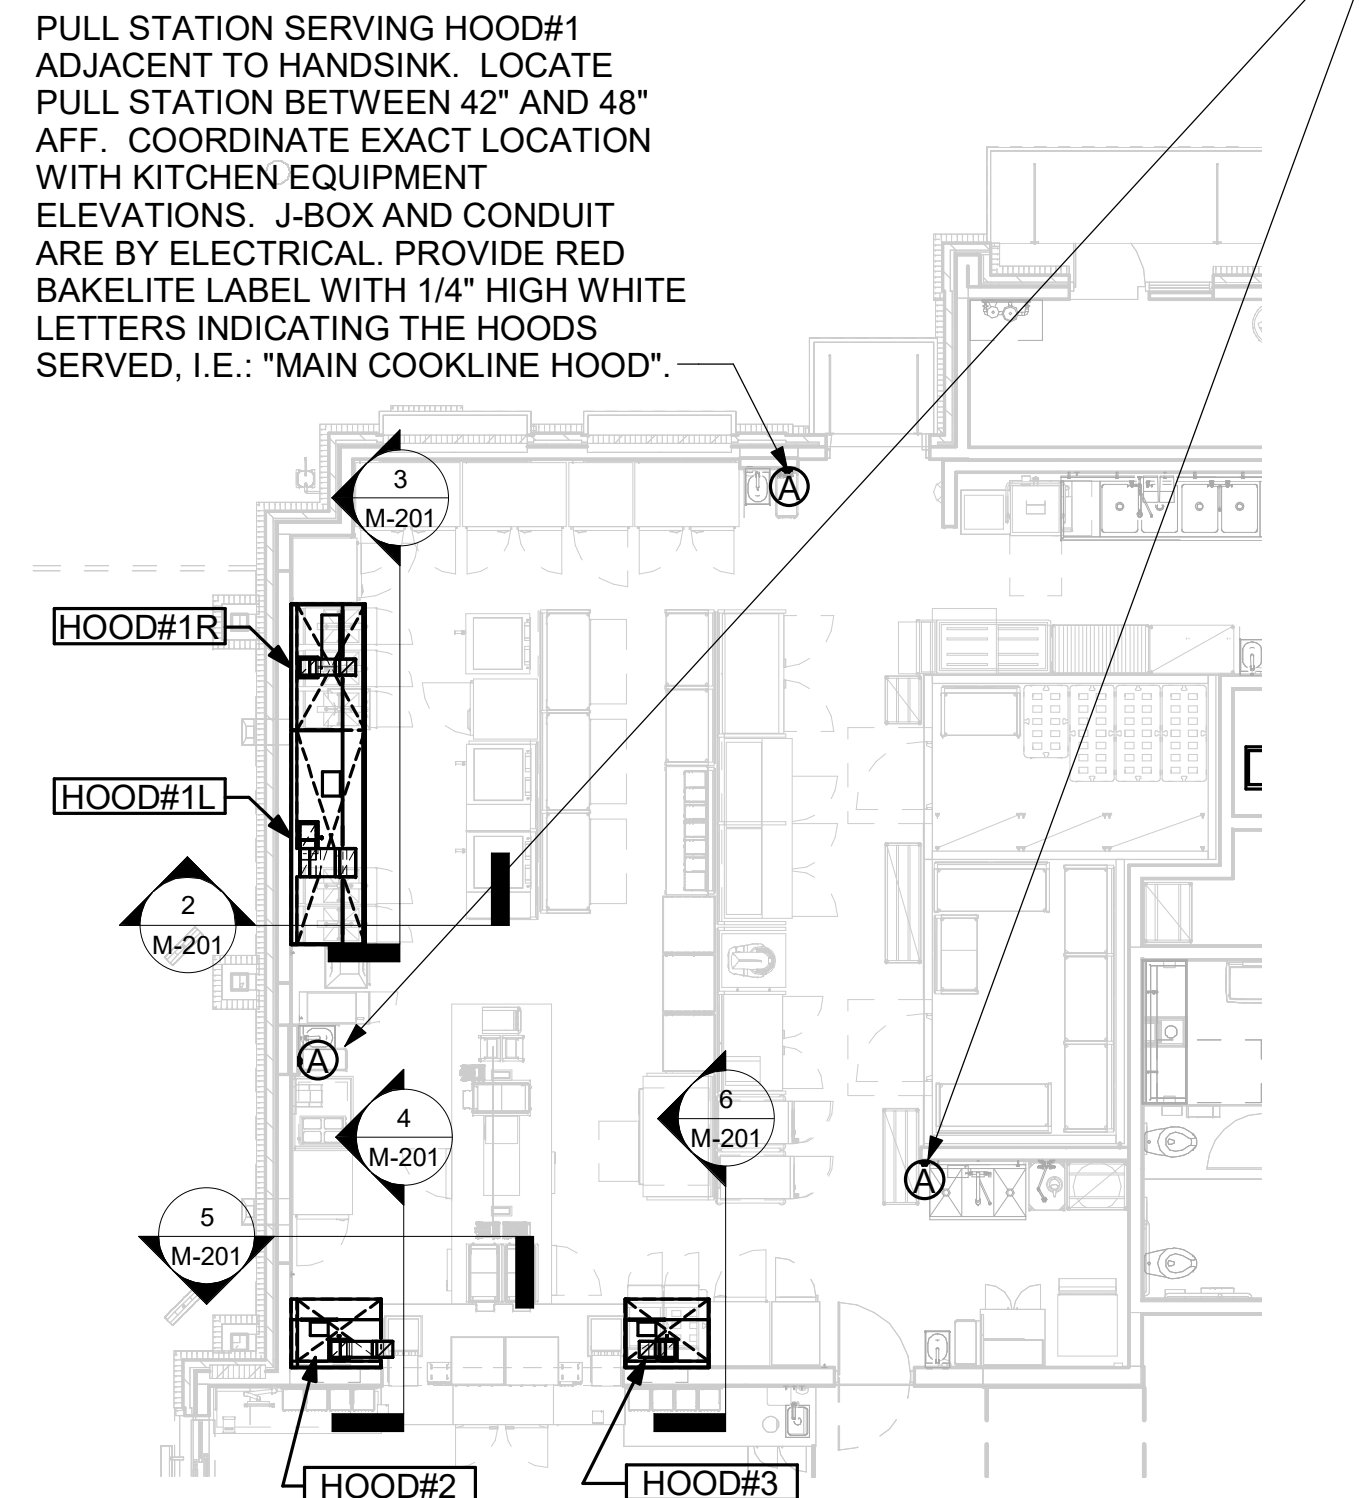 PULL STATION SERVING HOOD#1
ADJACENT TO HANDSINK.  LOCATE
PULL STATION BETWEEN 42" AND 48"
AFF.  COORDINATE EXACT LOCATION
WITH KITCHEN EQUIPMENT
ELEVATIONS.  J-BOX AND CONDUIT
ARE BY ELECTRICAL. PROVIDE RED
BAKELITE LABEL WITH 1/4" HIGH WHITE
LETTERS INDICATING THE HOODS
SERVED, I.E.: "MAIN COOKLINE HOOD".
3
M-201
A
HOOD#1R
HOOD#1L
2
M-201
A
6
M-201
4
M-201
A
5
M-201
HOOD#2
HOOD#3